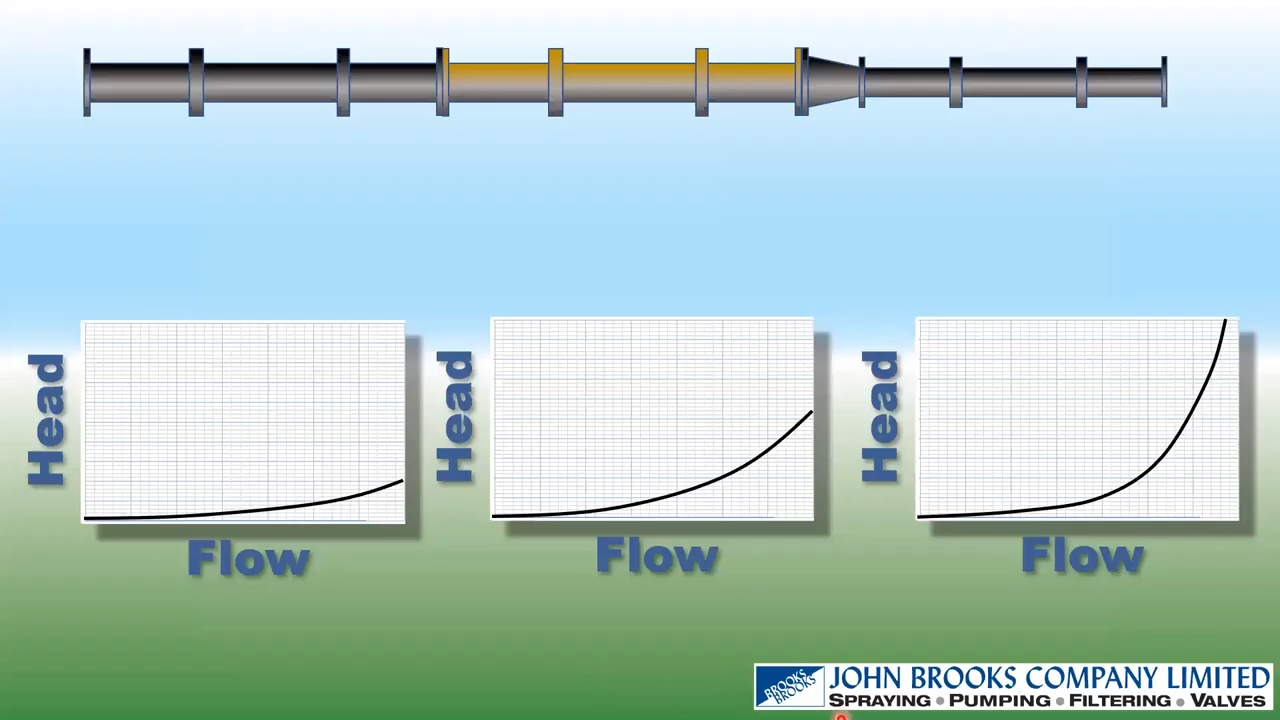 Head
Flow
Head
Flow
Head
Flow
BROOKS
BROOKS
JOHN BROOKS COMPANY LIMITED
SPRAYING • PUMPING • FILTERING • VALVES